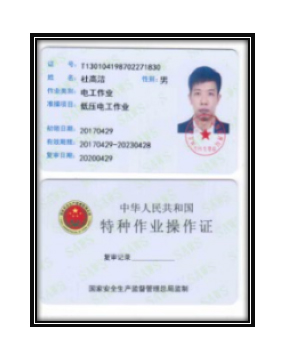 证 号 T130104198702271830
姓 名 杜高洁 性别 男
作业类别 电工作业
准操项目 低压电工作业
初领日期 20170429
有效期限 20170429-20230428
复审日期 20200429
中华人民共和国
特种作业操作证
复审记录
国家安全生产监督管理总局监制